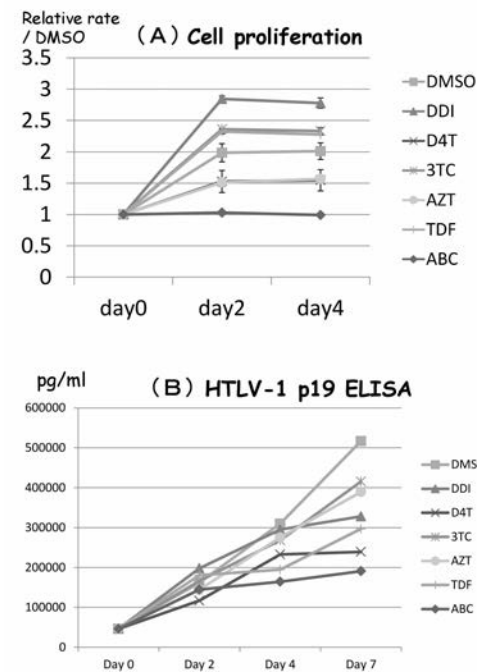 Relative rate
/ DMSO
(A) Cell proliferation
3.5
3
2.5
2
1.5
1
0.5
0
day0 day2 day4
DMSO
DDI
D4T
3TC
AZT
TDF
ABC
pg/ml
(B) HTLV-1 p19 ELISA
600000
500000
400000
300000
200000
100000
0
Day 0 Day 2 Day 4 Day 7
DMS
DDI
D4T
3TC
AZT
TDF
ABC